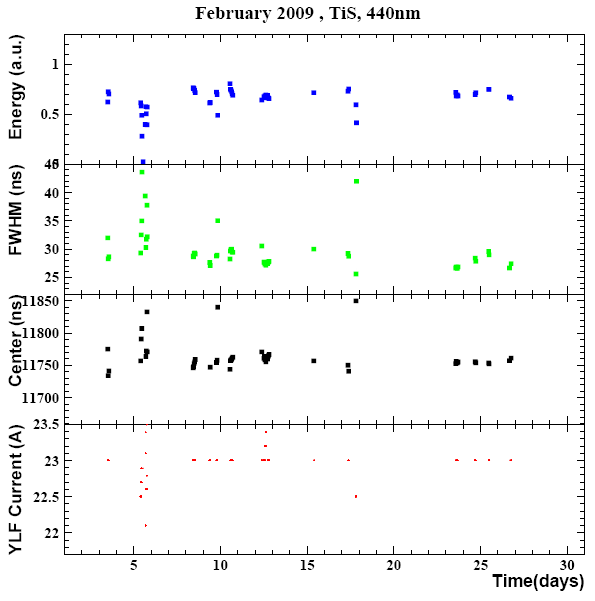 February 2009 , TiS, 440nm
Energy (a.u.)
1
0.5
FWHM (ns)
45
40
35
30
25
Center (ns)
11850
11800
11750
11700
YLF Current (A)
23.5
23
22.5
22
5 10 15 20 25 30
Time(days)